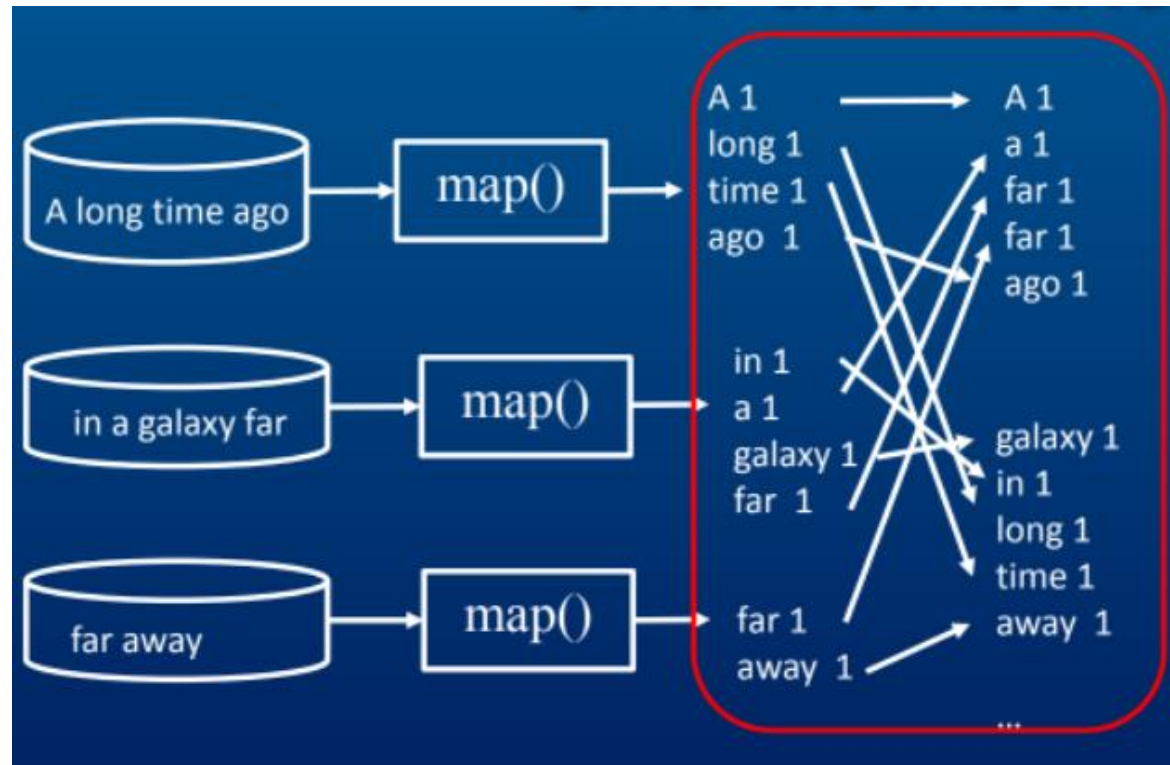 A long time ago
map()
A 1
long 1
time 1
ago 1
in a galaxy far
map()
in 1
a 1
galaxy 1
far 1
far away
map()
far 1
away 1
A 1
a 1
far 1
far 1
ago 1
galaxy 1
in 1
long 1
time 1
away 1
...